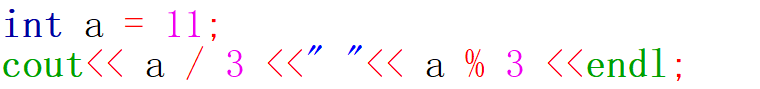 int a = 11;
cout<< a / 3 <<" "<< a % 3 <<endl;